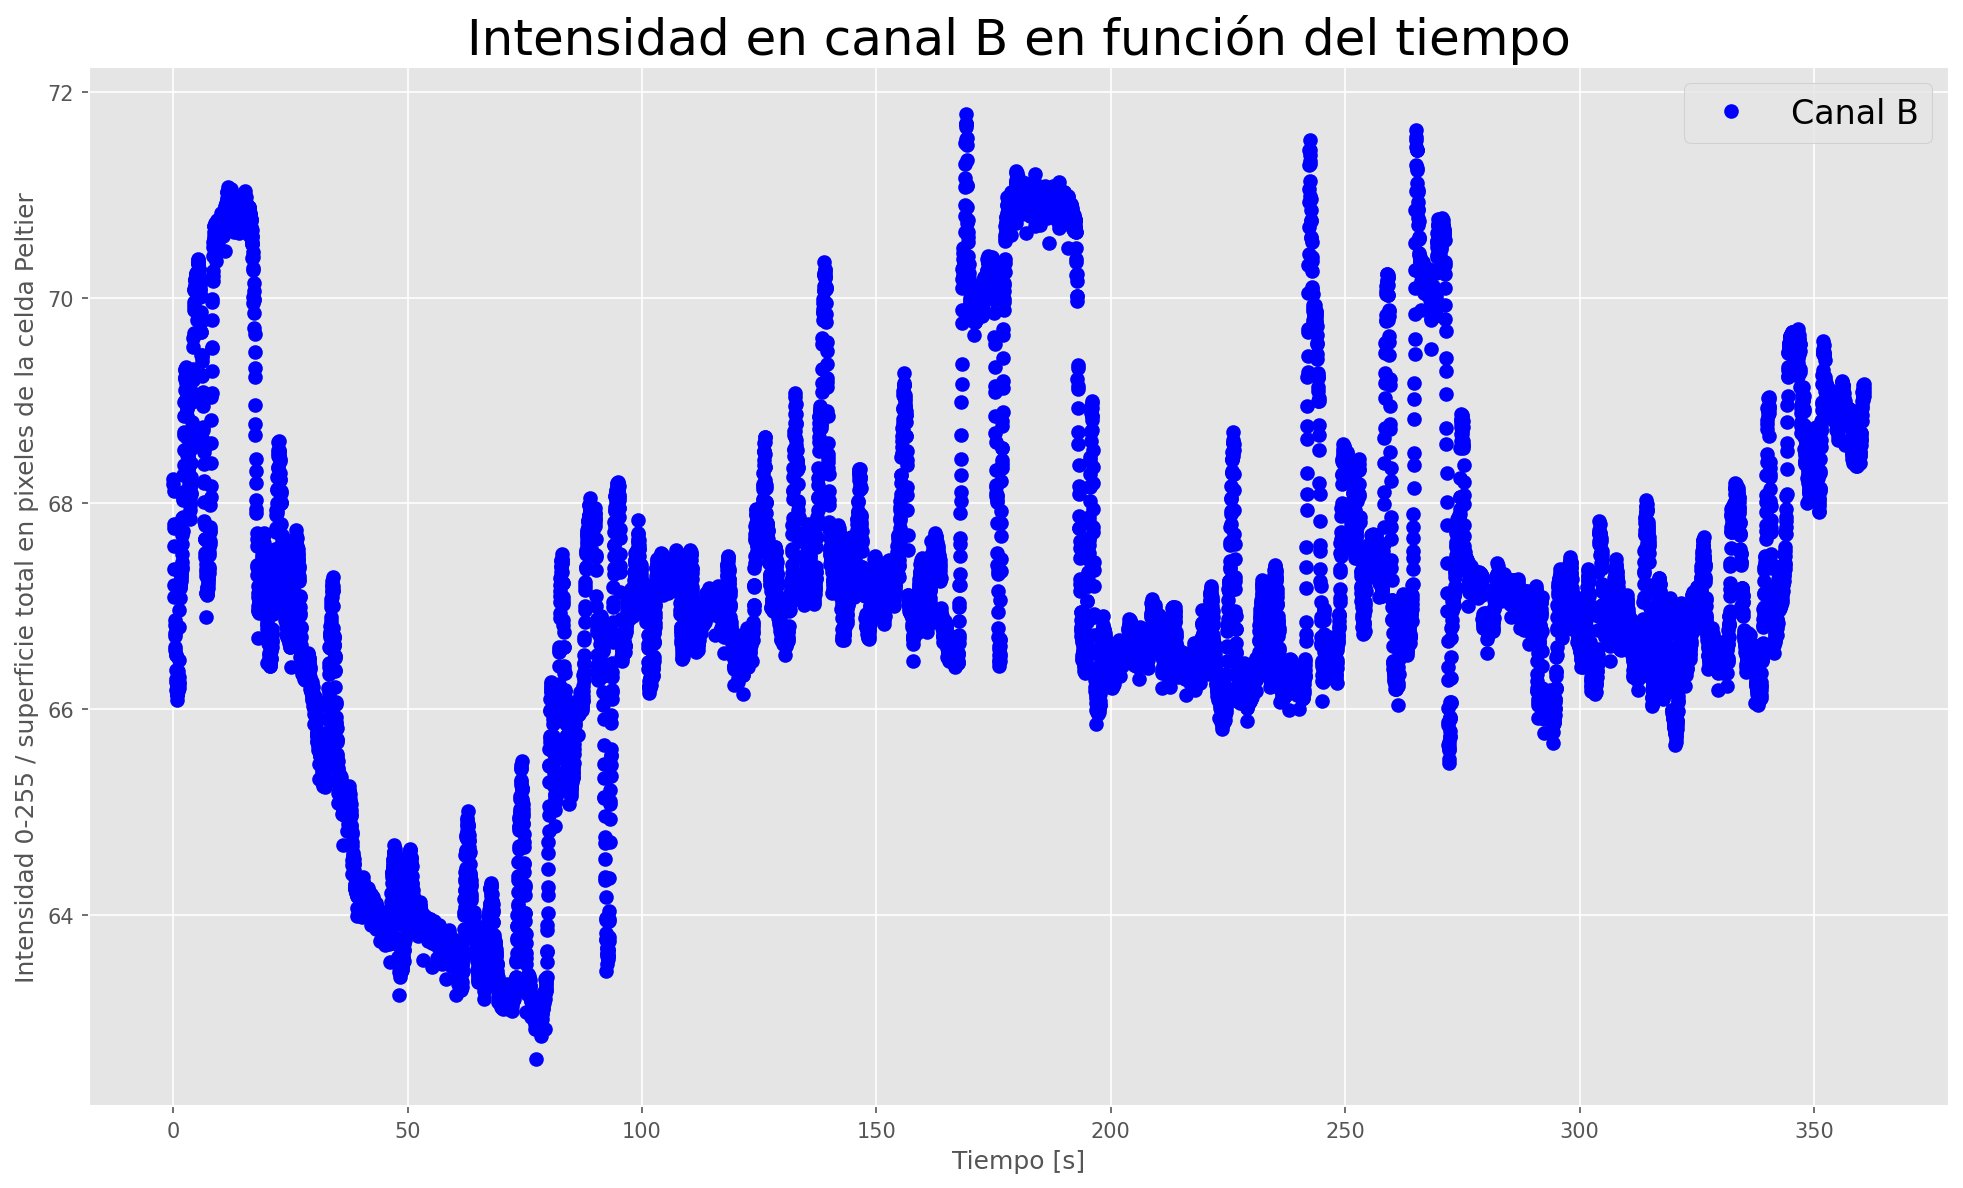 Intensidad en canal B en función del tiempo
Canal B
Intensidad 0-255 / superficie total en pixeles de la celda Peltier
72
70
68
66
64
0 50 100 150 200 250 300 350
Tiempo [s]